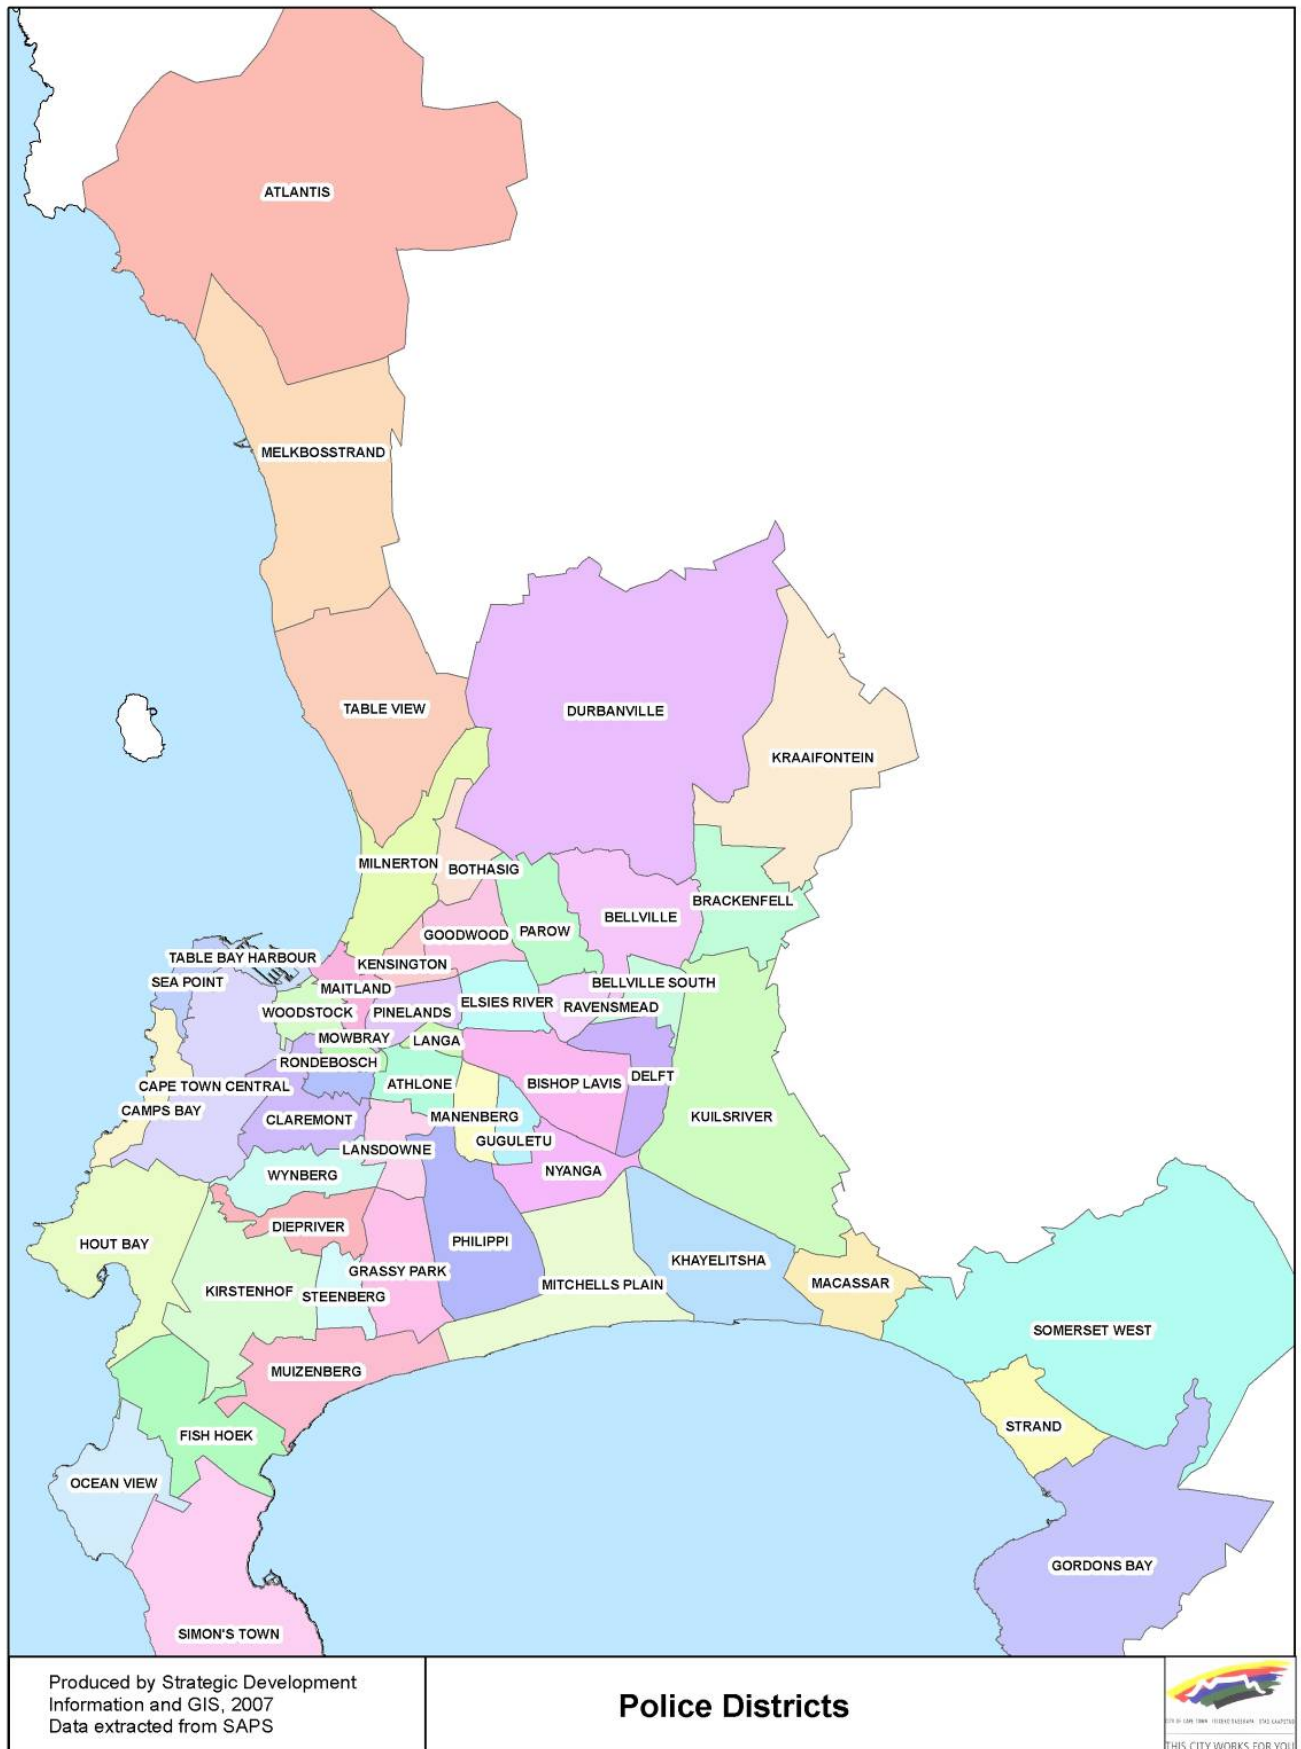 ATLANTIS
MELKBOSSTRAND
TABLE VIEW
DURBANVILLE
KRAAIFONTEIN
MILNERTON
BOTHASIG
BRACKENFELL
BELLVILLE
GOODWOOD
PAROW
TABLE BAY HARBOUR
KENSINGTON
SEA POINT
MAITLAND
BELLVILLE SOUTH
ELSIES RIVER
RAVENSMEAD
WOODSTOCK
PINELANDS
MOWBRAY
LANGA
RONDEBOSCH
DELFT
CAPE TOWN CENTRAL
ATHLONE
BISHOP LAVIS
CAMPS BAY
CLAREMONT
MANENBERG
KUILSRIVER
GUGULETU
LANSDOWNE
WYNBERG
NYANGA
DIEPRIVER
HOUT BAY
PHILIPPI
KHAYELITSHA
GRASSY PARK
MACASSAR
MITCHELLS PLAIN
KIRSTENHOF
STEENBERG
SOMERSET WEST
MUIZENBERG
STRAND
FISH HOEK
OCEAN VIEW
GORDONS BAY
SIMON'S TOWN
Produced by Strategic Development
Information and GIS, 2007
Data extracted from SAPS
Police Districts
THIS CITY WORKS FOR YOU